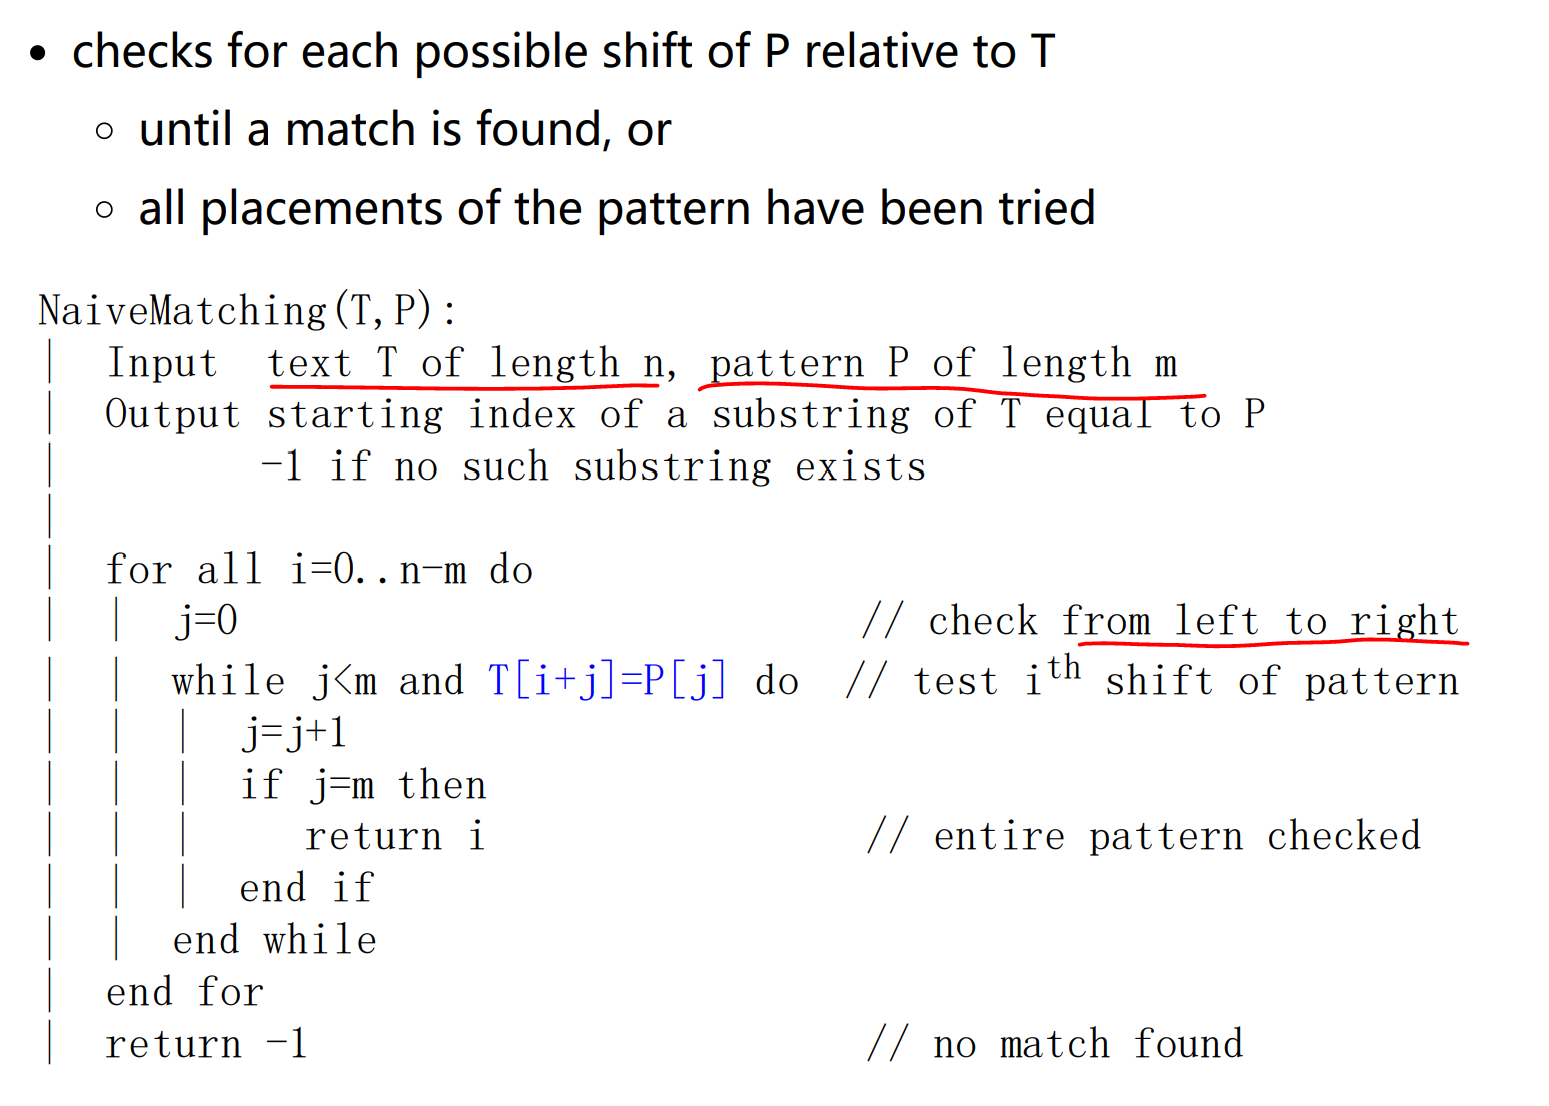 • checks for each possible shift of P relative to T
○ until a match is found, or
○ all placements of the pattern have been tried
NaiveMatching(T,P):
| Input text T of length n, pattern P of length m
| Output starting index of a substring of T equal to P
| -1 if no such substring exists
|
| for all i=0..n-m do
| | j=0 // check from left to right
| | while j<m and T[i+j]=P[j] do // test ith shift of pattern
| | | j=j+1
| | | if j=m then
| | | return i // entire pattern checked
| | | end if
| | end while
| end for
| return -1 // no match found